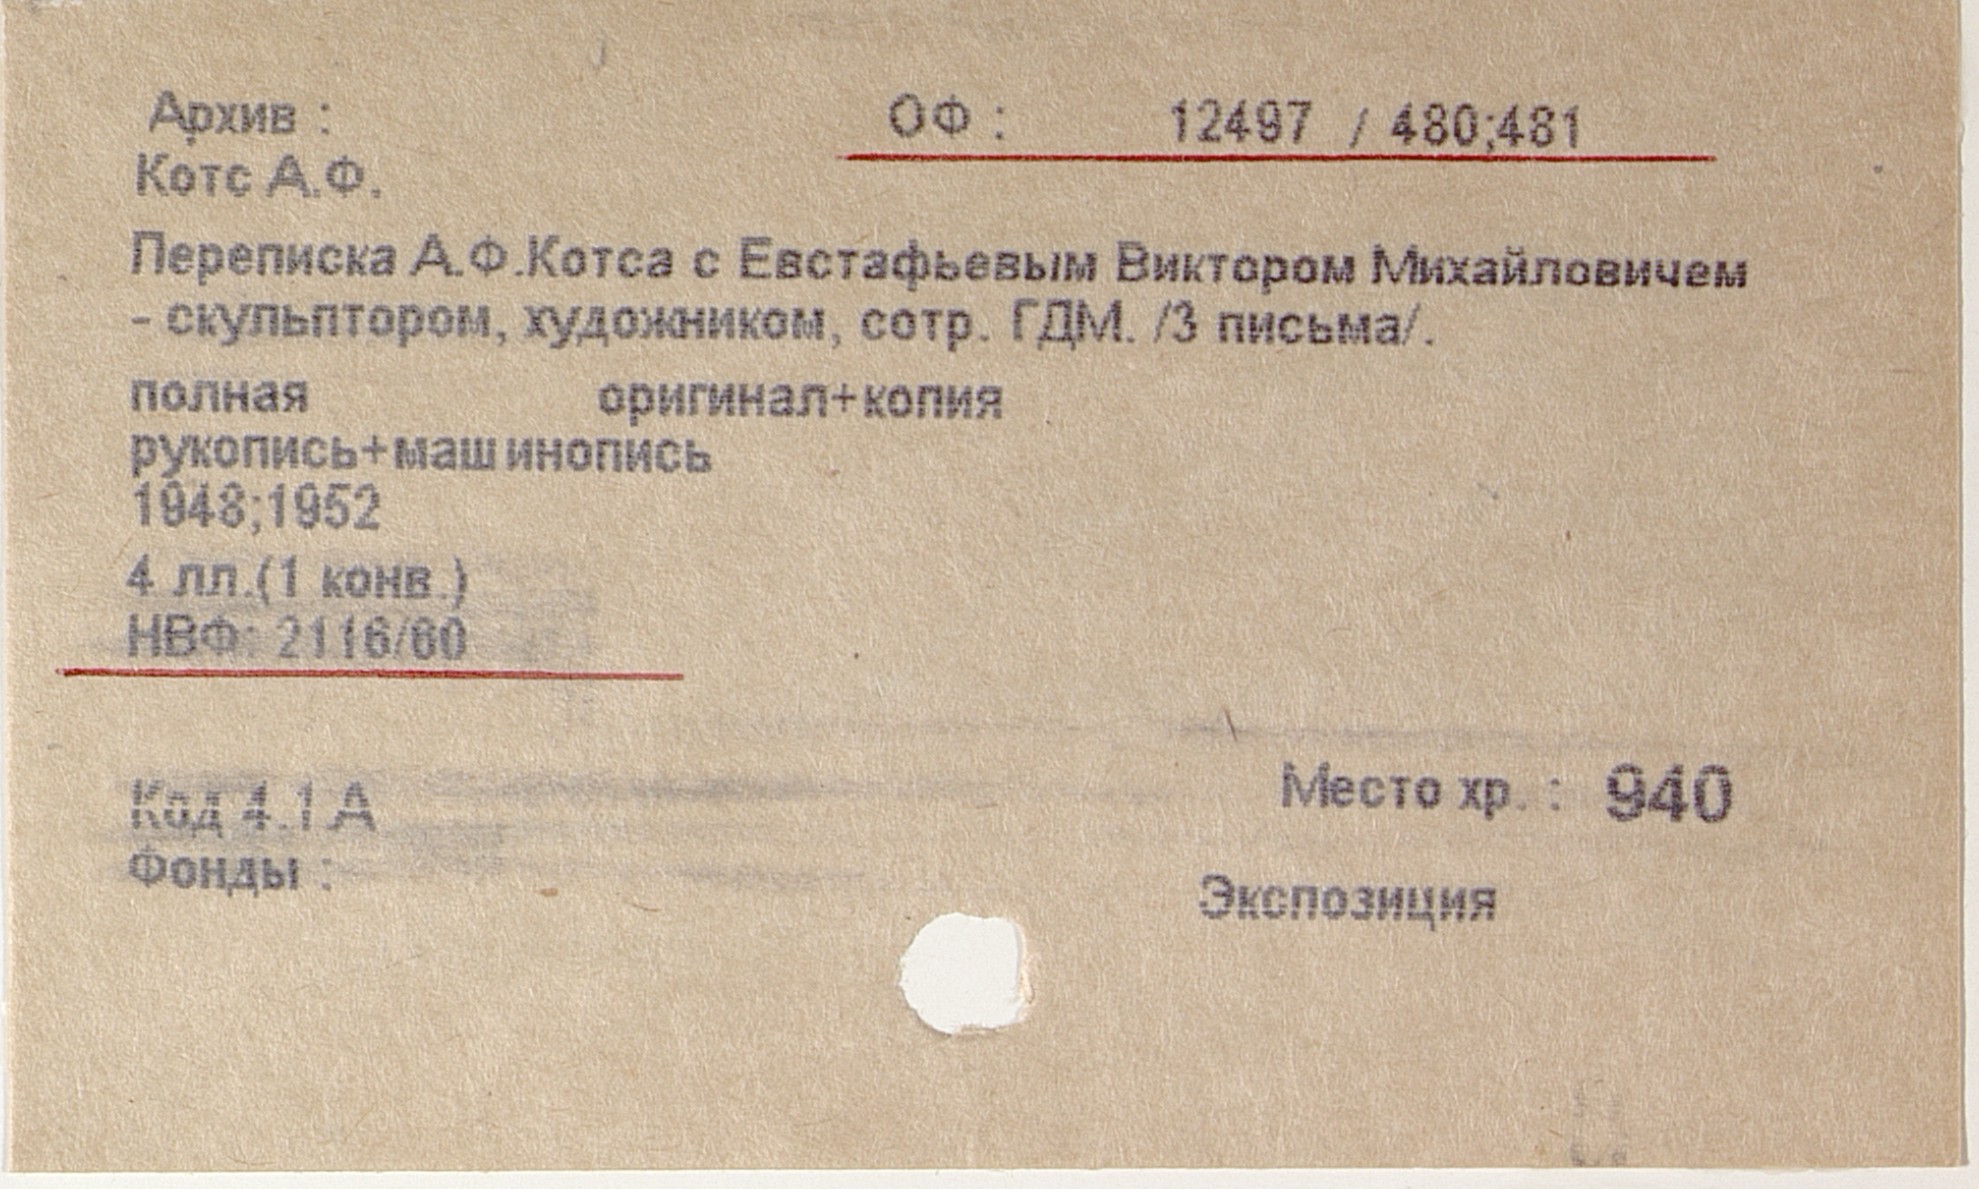 Архив :
ОФ : 12497 / 480;481
Котс А.Ф.
Переписка А.Ф.Котса с Евстафьевым Виктором Михайловичем
- скульптором, художником, сотр. ГДМ. /3 письма/.
полная оригинал+копия
рукопись+машинопись
1948;1952
4 лл.(1 конв.)
НВФ: 2116/60
Код 4.1.А
Место хр. : 940
Фонды :
Экспозиция